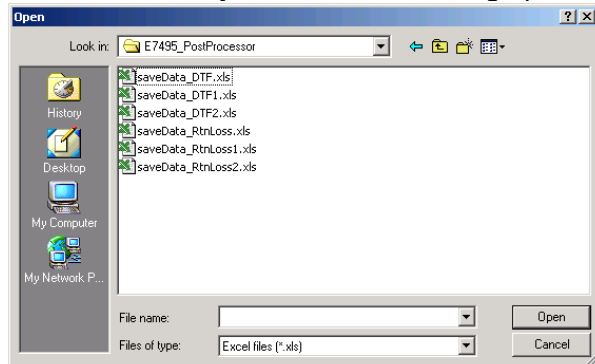 Open
Look in: E7495_PostProcessor
saveData_DTF.xls
saveData_DTF1.xls
saveData_DTF2.xls
saveData_RtnLoss.xls
saveData_RtnLoss1.xls
saveData_RtnLoss2.xls
History
Desktop
My Computer
My Network P...
File name: Open
Files of type: Excel files (*.xls) Cancel